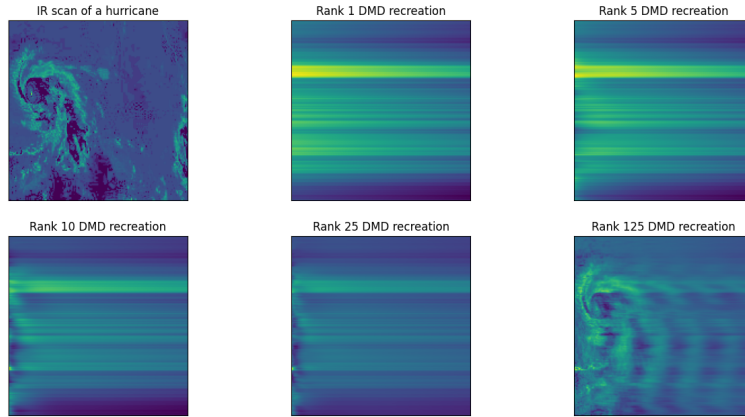 IR scan of a hurricane
Rank 1 DMD recreation
Rank 5 DMD recreation
Rank 10 DMD recreation
Rank 25 DMD recreation
Rank 125 DMD recreation